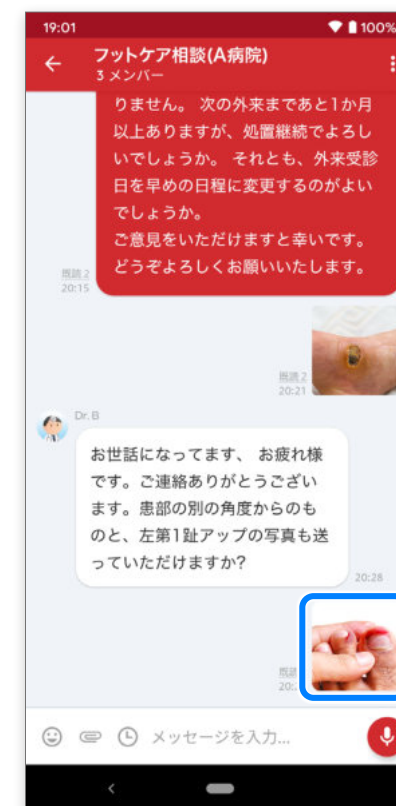 19:01
100%
フットケア相談(A病院)
3 メンバー
りません。 次の外来まであと1か月
以上ありますが、処置継続でよろし
いでしょうか。 それとも、外来受診
日を早めの日程に変更するのがよい
でしょうか。
ご意見をいただけますと幸いです。
どうぞよろしくお願いいたします。
既読 2
20:15
既読 2
20:21
Dr. B
お世話になってます、 お疲れ様
です。ご連絡ありがとうござい
ます。患部の別の角度からのも
のと、左第1趾アップの写真も送
っていただけますか?
20:28
メッセージを入力...